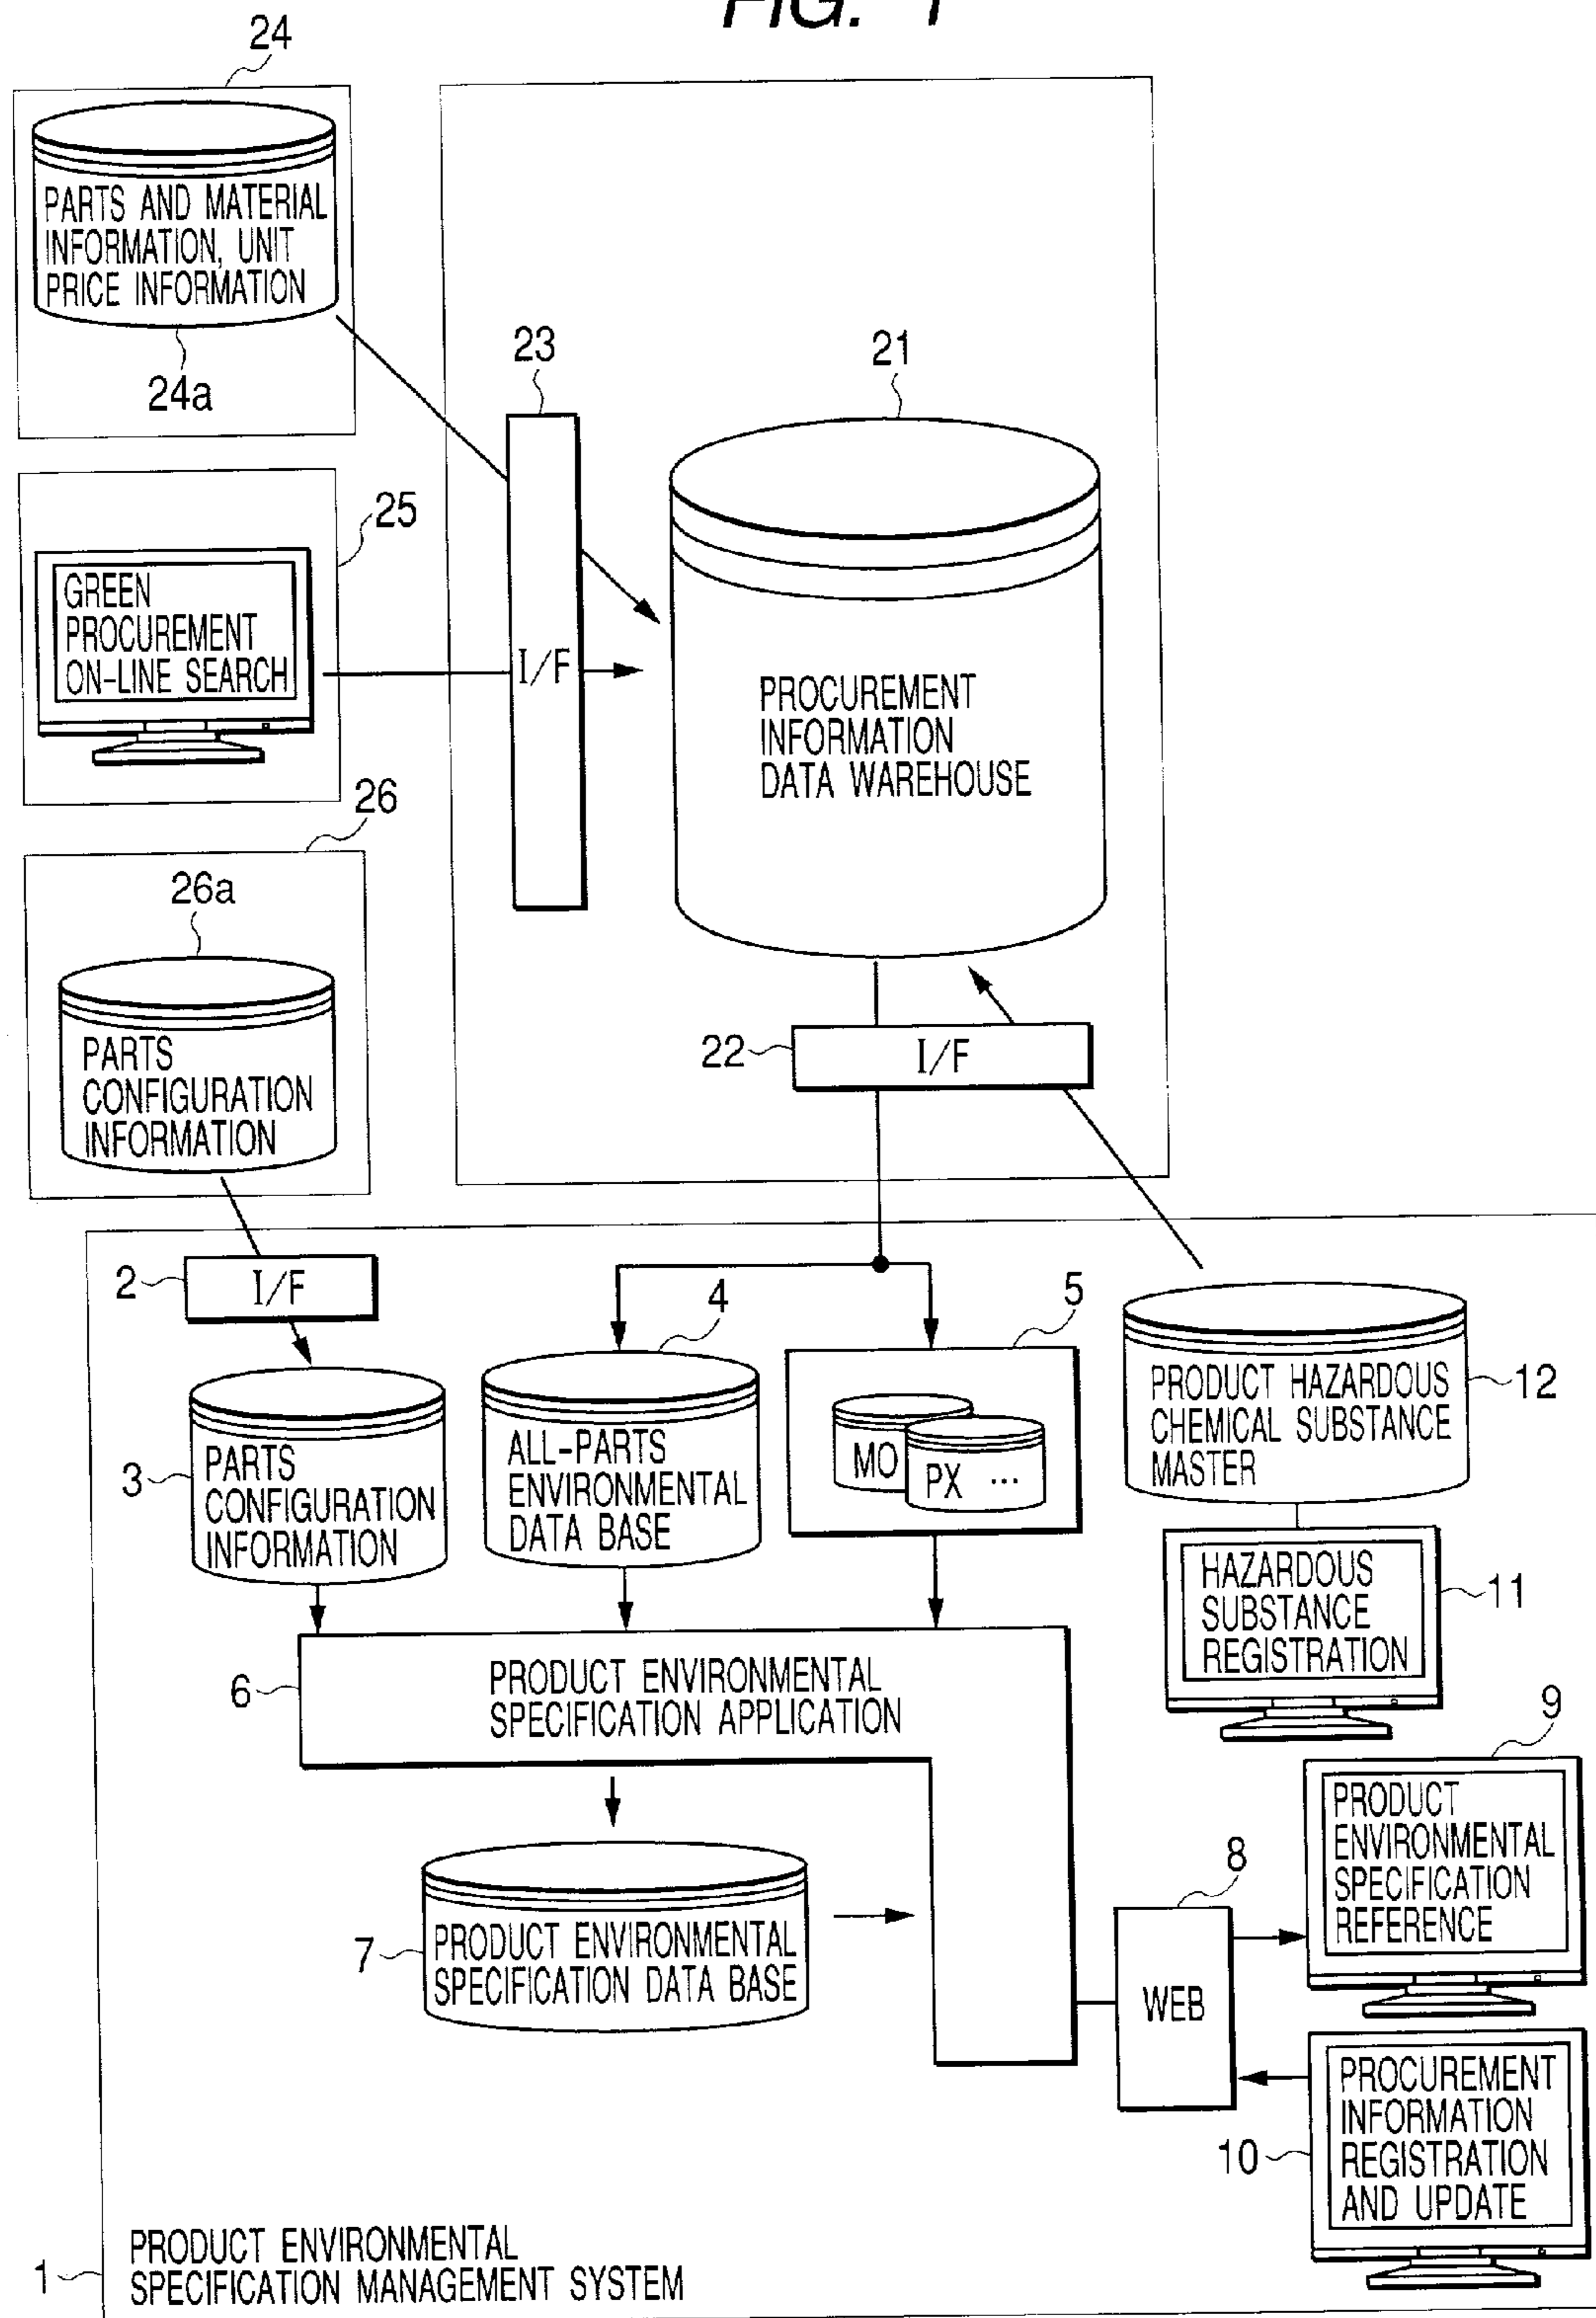 FIG. 1
24
PARTS AND MATERIAL
INFORMATION, UNIT
PRICE INFORMATION
24a
23
21
25
GREEN
PROCUREMENT
ON-LINE SEARCH
I/F
PROCUREMENT
INFORMATION
DATA WAREHOUSE
26
26a
PARTS
CONFIGURATION
INFORMATION
22
I/F
2
I/F
4
5
3
PARTS
CONFIGURATION
INFORMATION
ALL-PARTS
ENVIRONMENTAL
DATA BASE
MO
PX ...
PRODUCT HAZARDOUS
CHEMICAL SUBSTANCE
MASTER
12
HAZARDOUS
SUBSTANCE
REGISTRATION
11
6
PRODUCT ENVIRONMENTAL
SPECIFICATION APPLICATION
9
PRODUCT
ENVIRONMENTAL
SPECIFICATION
REFERENCE
7
PRODUCT ENVIRONMENTAL
SPECIFICATION DATA BASE
8
WEB
10
PROCUREMENT
INFORMATION
REGISTRATION
AND UPDATE
1
PRODUCT ENVIRONMENTAL
SPECIFICATION MANAGEMENT SYSTEM